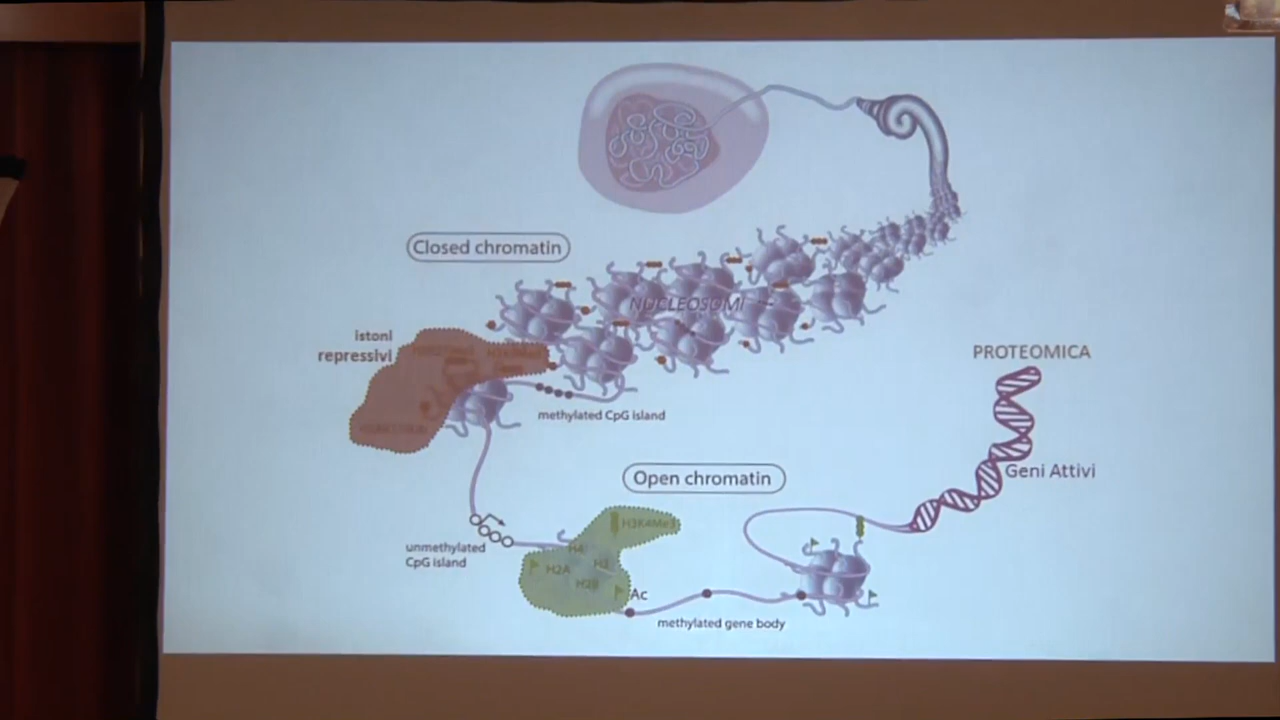 Closed chromatin
NUCLEOSOMI
istoni
repressivi
methylated CpG island
PROTEOMICA
Geni Attivi
Open chromatin
H3K4Me3
unmethylated
CpG island
H4
H2A
H3
H2B
Ac
methylated gene body